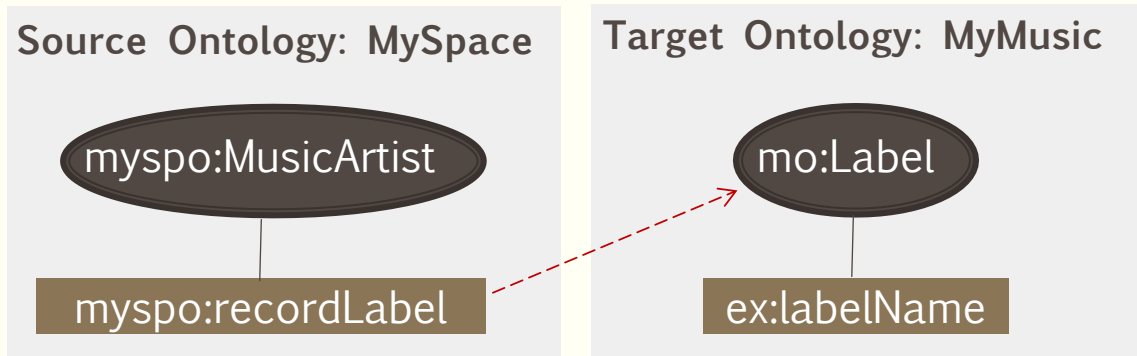 Source Ontology: MySpace
myspo:MusicArtist
myspo:recordLabel
Target Ontology: MyMusic
mo:Label
ex:labelName